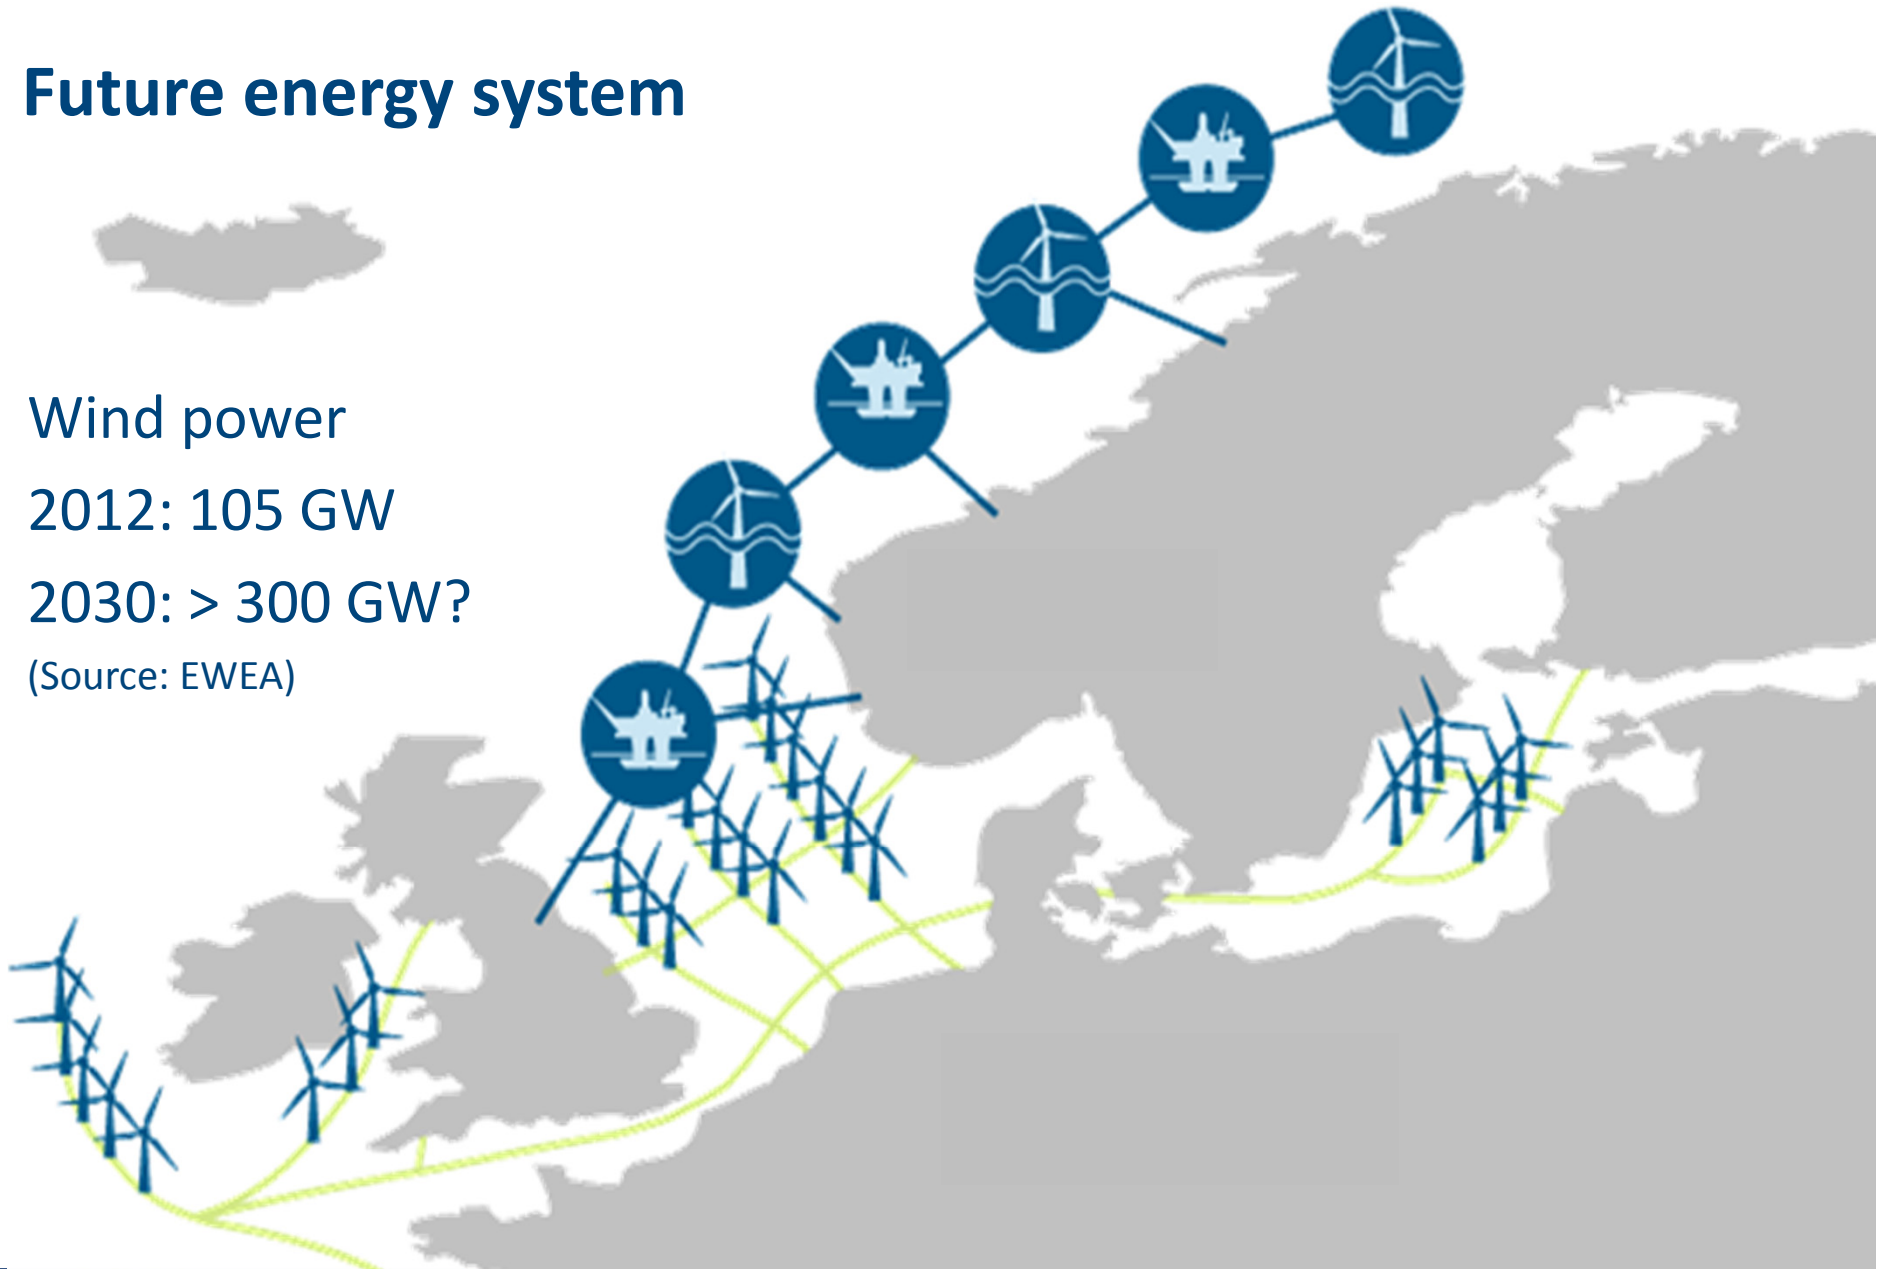 Future energy system
Wind power
2012: 105 GW
2030: > 300 GW?
(Source: EWEA)